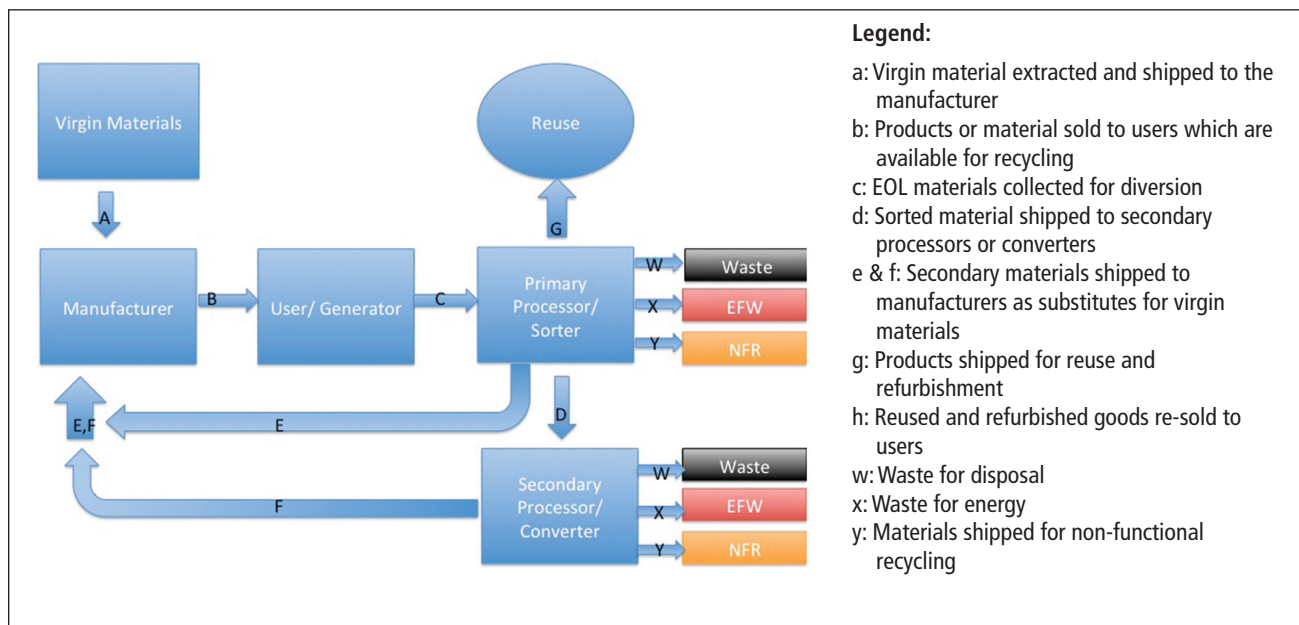 Virgin Materials
Reuse
A
G
Manufacturer
B
User/ Generator
C
Primary
Processor/
Sorter
W
Waste
X
EFW
Y
NFR
E,F
E
D
F
Secondary
Processor/
Converter
W
Waste
X
EFW
Y
NFR
Legend:
a: Virgin material extracted and shipped to the
manufacturer
b: Products or material sold to users which are
available for recycling
c: EOL materials collected for diversion
d: Sorted material shipped to secondary
processors or converters
e & f: Secondary materials shipped to
manufacturers as substitutes for virgin
materials
g: Products shipped for reuse and
refurbishment
h: Reused and refurbished goods re-sold to
users
w: Waste for disposal
x: Waste for energy
y: Materials shipped for non-functional
recycling